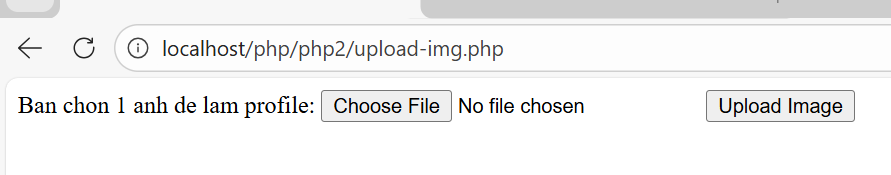 localhost/php/php2/upload-img.php
Ban chon 1 anh de lam profile: Choose File No file chosen Upload Image